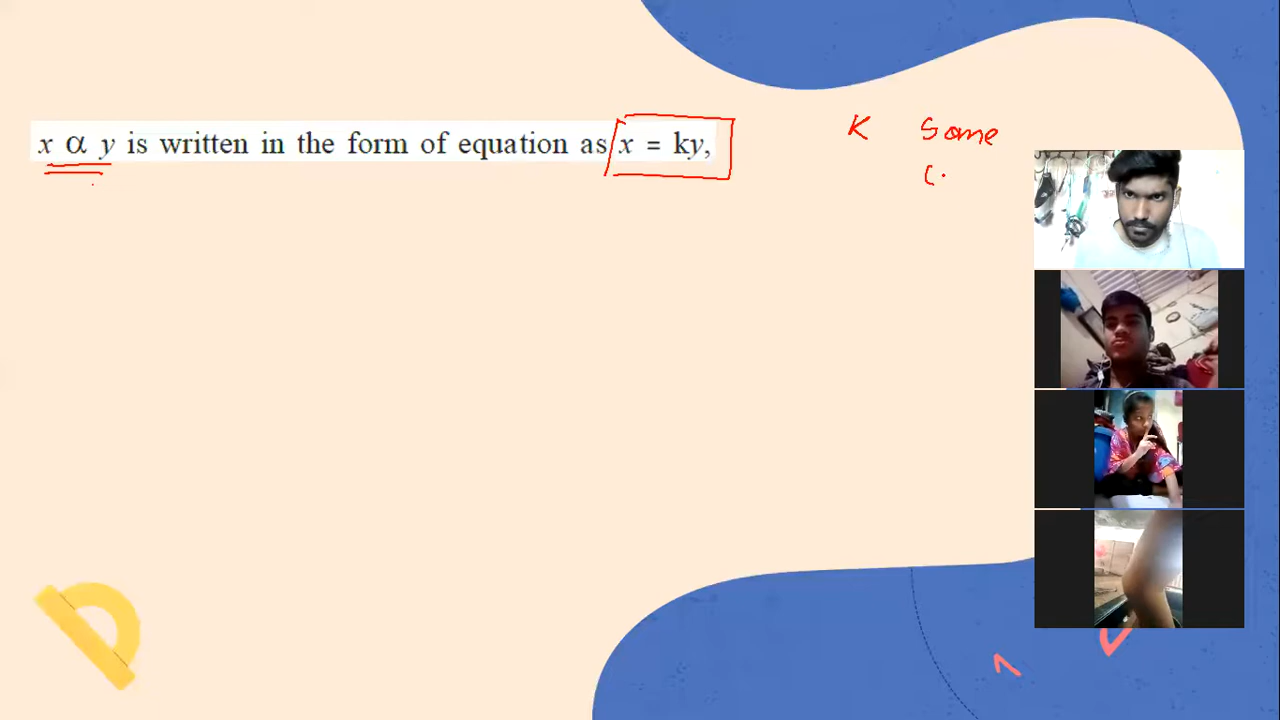 x α y is written in the form of equation as x = ky,
K some
(